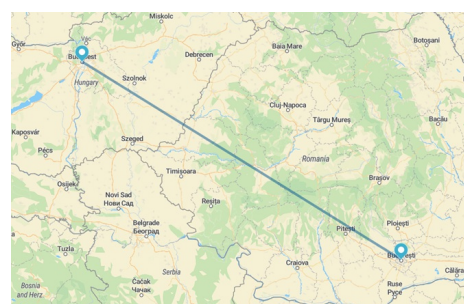 Miskolc
Győr
Vác
Botoșani
Budapest
Debrecen
Baia Mare
Szolnok
Hungary
Cluj-Napoca
Târgu Mureș
Bacău
Kaposvár
Szeged
Pécs
Romania
Timișoara
Brașov
Osijek
Novi Sad
Нови Сад
Reșița
Belgrade
Београд
Pitești
Ploiești
Tuzla
București
Craiova
Serbia
Călăra
Čačak
Чачак
Bosnia
and Herz.
Ruse
Русе